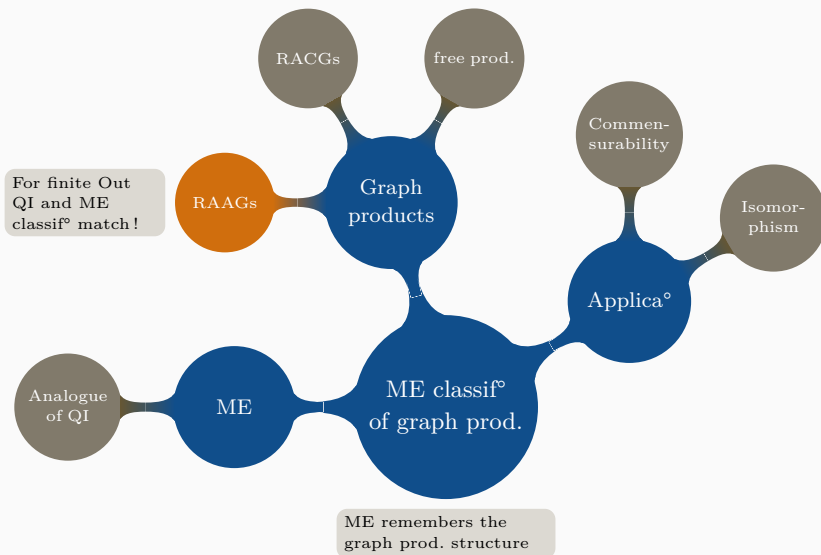 RACGs
free prod.
Commen-
surability
For finite Out
QI and ME
classif° match !
RAAGs
Graph
products
Isomor-
phism
Applica°
Analogue
of QI
ME
ME classif°
of graph prod.
ME remembers the
graph prod. structure